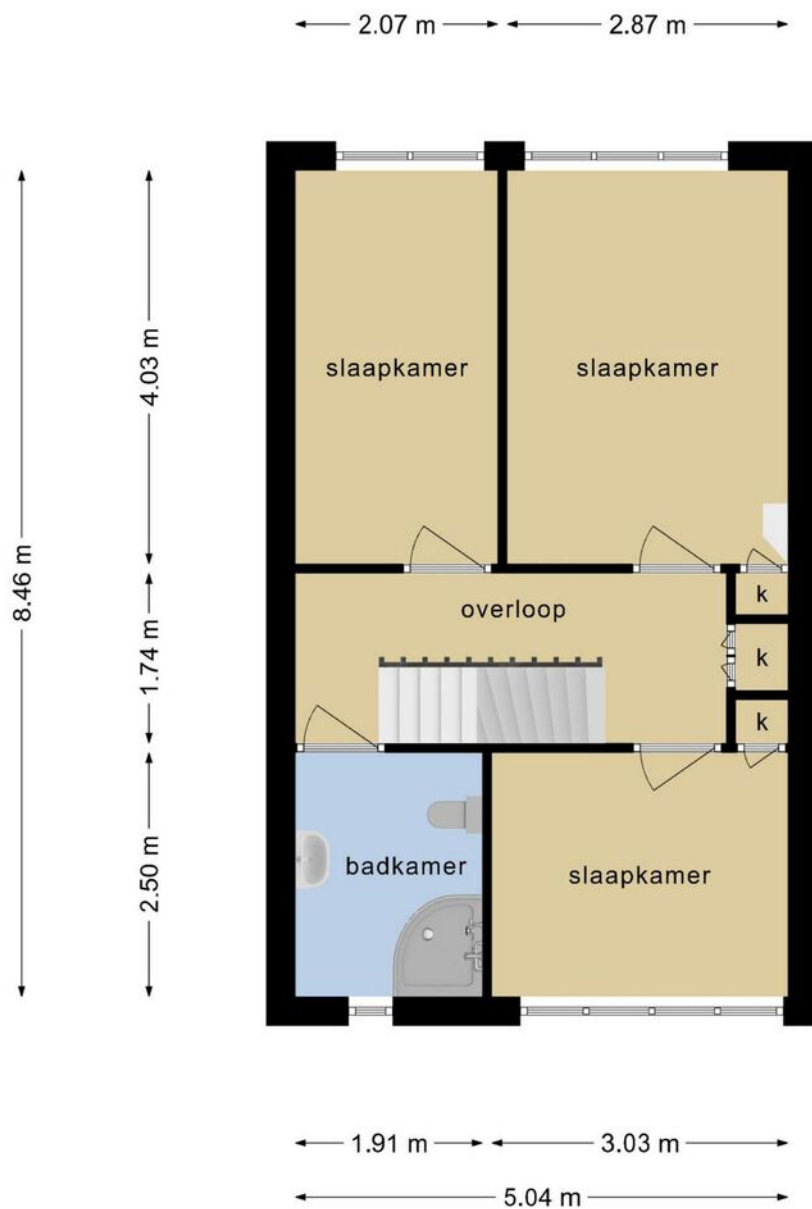 2.07 m
2.87 m
slaapkamer
slaapkamer
4.03 m
8.46 m
overloop
k
k
k
1.74 m
2.50 m
badkamer
slaapkamer
1.91 m
3.03 m
5.04 m